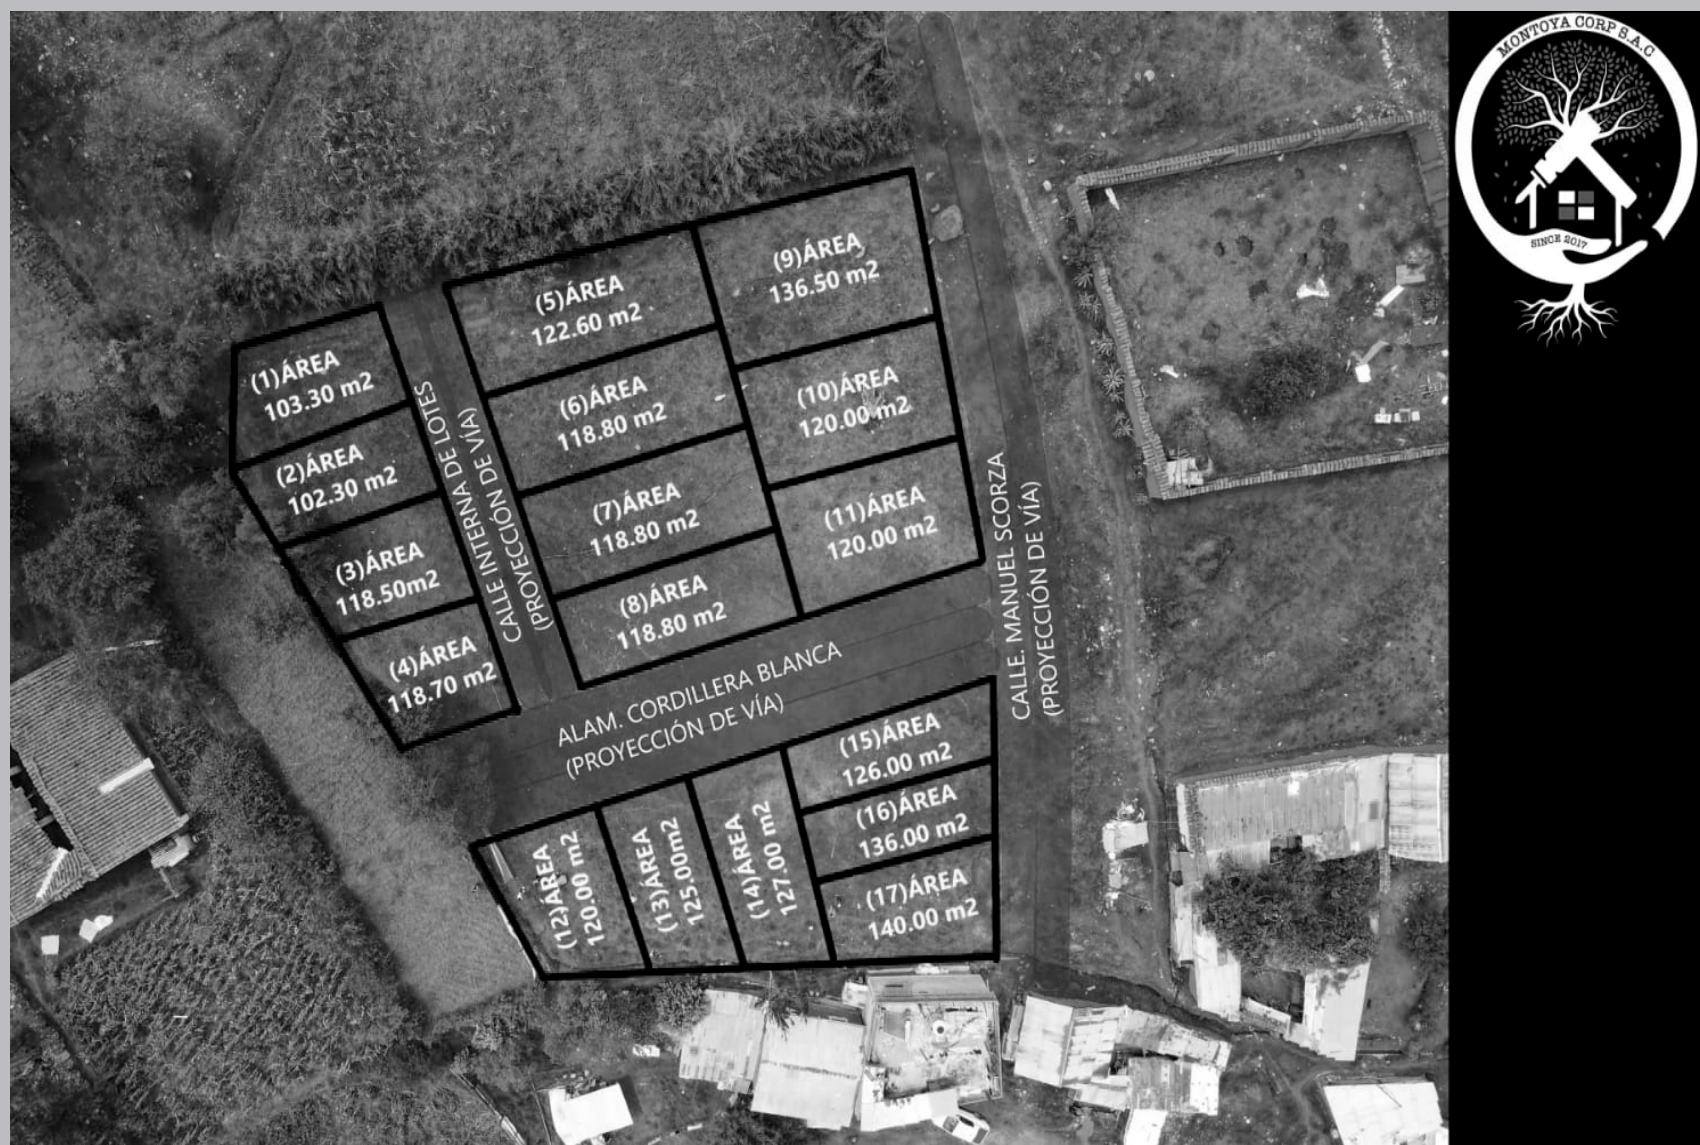 MONTOYA CORP S.A.C
SINCE 2017
(1)ÁREA
103.30 m2
(2)ÁREA
102.30 m2
(3)ÁREA
118.50m2
(4)ÁREA
118.70 m2
CALLE INTERNA DE LOTES
(PROYECCIÓN DE VÍA)
(5)ÁREA
122.60 m2
(6)ÁREA
118.80 m2
(7)ÁREA
118.80 m2
(8)ÁREA
118.80 m2
(9)ÁREA
136.50 m2
(10)ÁREA
120.00 m2
(11)ÁREA
120.00 m2
CALLE. MANUEL SCORZA
(PROYECCIÓN DE VÍA)
ALAM. CORDILLERA BLANCA
(PROYECCIÓN DE VÍA)
(12)ÁREA
120.00 m2
(13)ÁREA
125.00m2
(14)ÁREA
127.00 m2
(15)ÁREA
126.00 m2
(16)ÁREA
136.00 m2
(17)ÁREA
140.00 m2